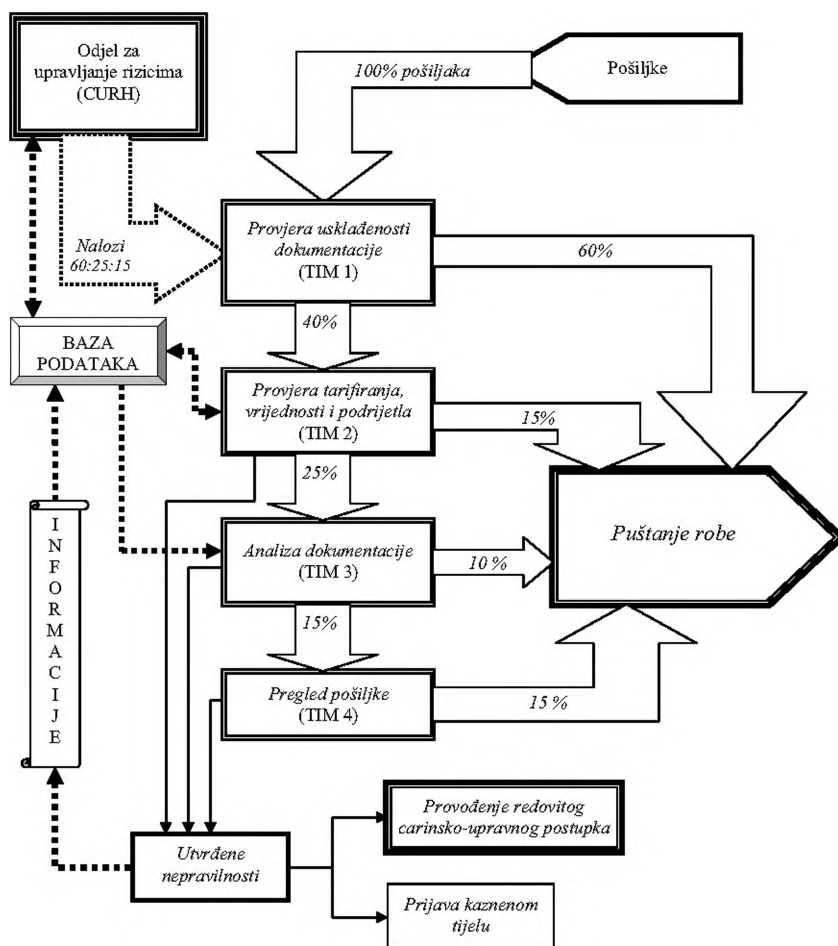 Odjel za
upravljanje rizicima
(CURH)
100% pošiljaka
Pošiljke
Nalozi
60:25:15
Provjera usklađenosti
dokumentacije
(TIM 1)
60%
40%
BAZA
PODATAKA
Provjera tarifiranja,
vrijednosti i podrijetla
(TIM 2)
15%
25%
Puštanje robe
Analiza dokumentacije
(TIM 3)
10 %
15%
INFORMACIJE
Pregled pošiljke
(TIM 4)
15 %
Provođenje redovitog
carinsko-upravnog postupka
Utvrđene
nepravilnosti
Prijava kaznenom
tijelu